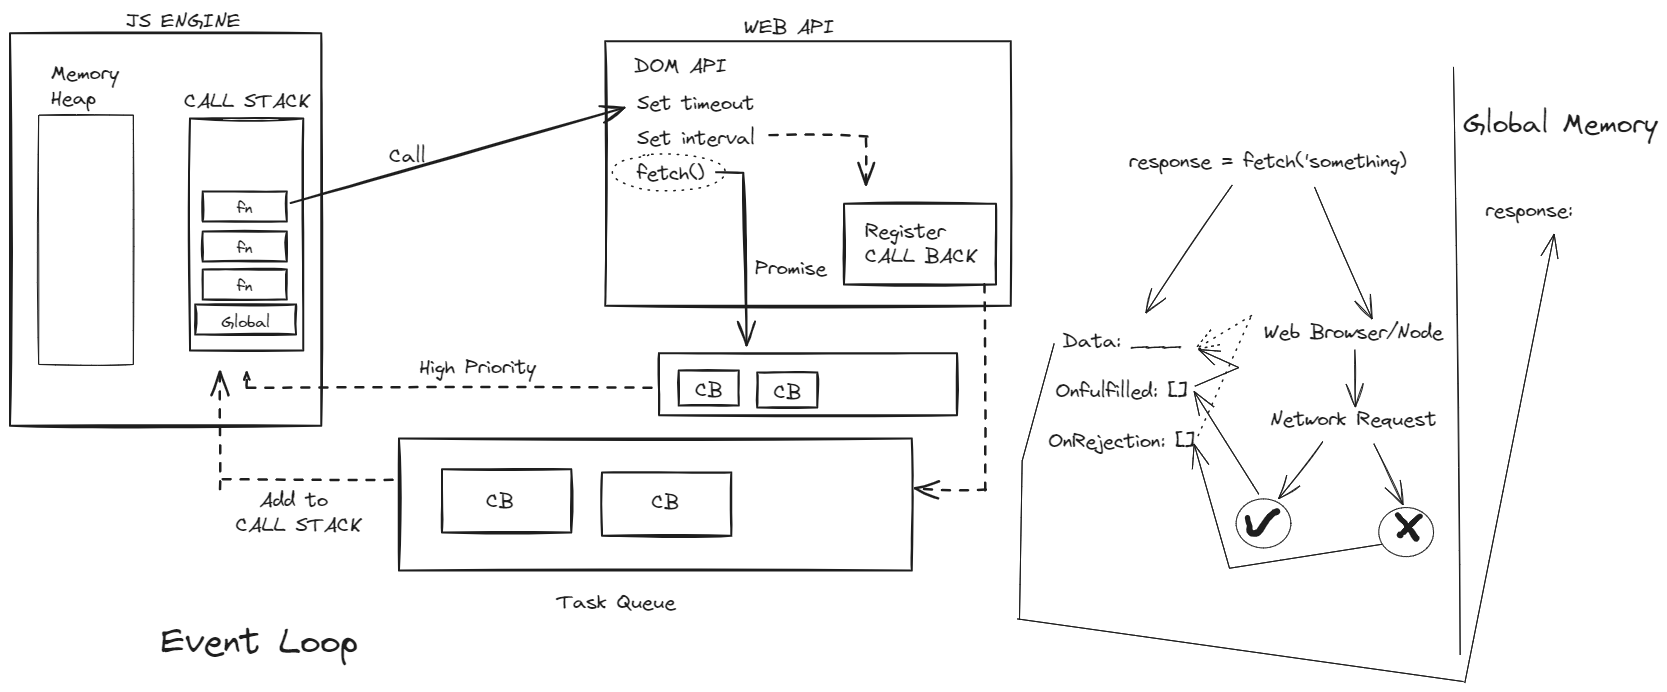 JS ENGINE
Memory
Heap
CALL STACK
fn
fn
fn
Global
Call
WEB API
DOM API
Set timeout
Set interval
fetch()
Register
CALL BACK
Promise
High Priority
CB
CB
Add to
CALL STACK
CB
CB
Task Queue
Event Loop
response = fetch('something)
Data: ____
Onfulfilled: []
OnRejection: []
Web Browser/Node
Network Request
Global Memory
response: